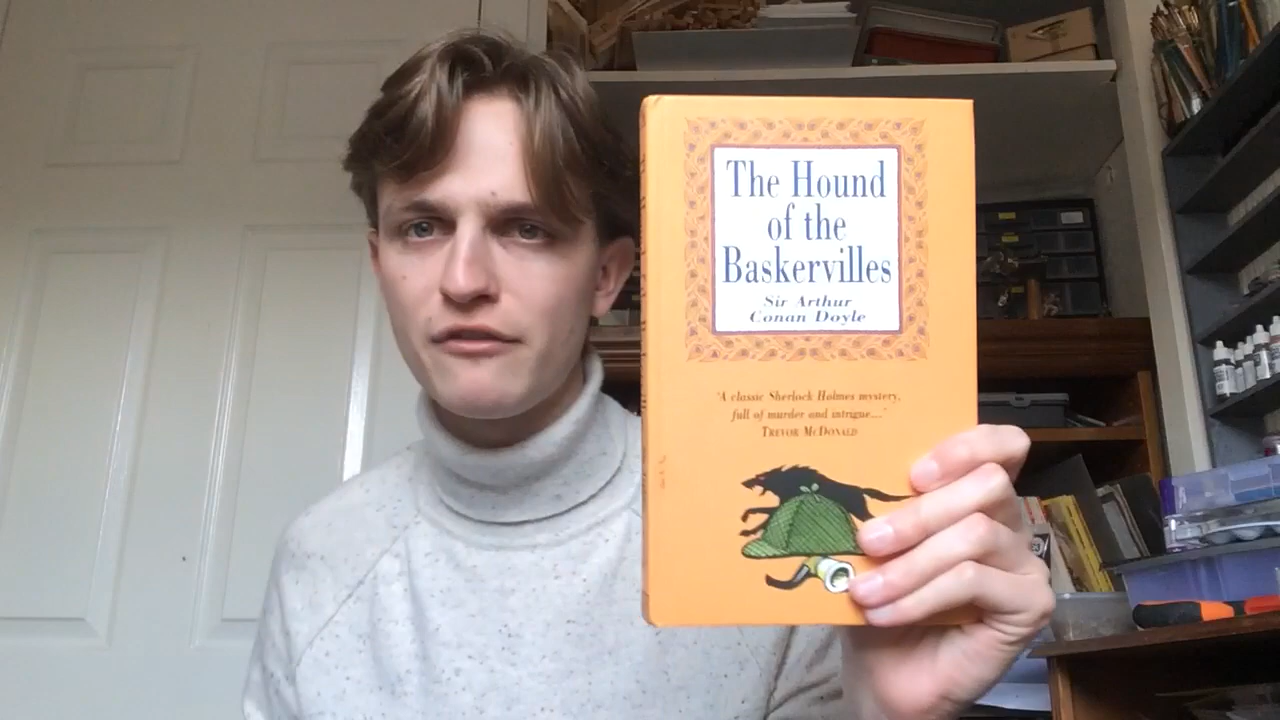 The Hound
of the
Baskervilles
Sir Arthur
Conan Doyle
'A classic Sherlock Holmes mystery,
full of murder and intrigue...'
TREVOR MCDONALD